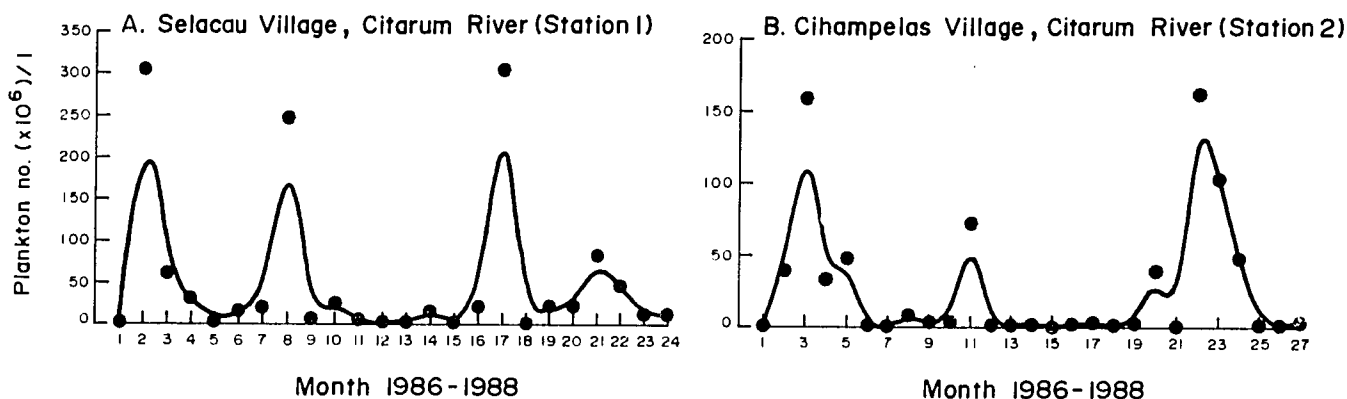 A. Selacau Village, Citarum River (Station 1)
Plankton no. (x10⁶)/l
350
300
250
200
150
100
50
0
1 2 3 4 5 6 7 8 9 10 11 12 13 14 15 16 17 18 19 20 21 22 23 24
Month 1986-1988
B. Cihampelas Village, Citarum River (Station 2)
200
150
100
50
0
1 3 5 7 9 11 13 15 17 19 21 23 25 27
Month 1986-1988